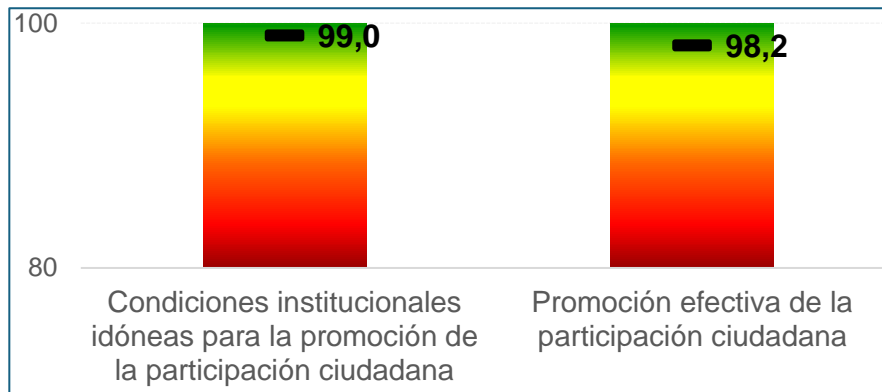 100
99,0
98,2
80
Condiciones institucionales
idóneas para la promoción de
la participación ciudadana
Promoción efectiva de la
participación ciudadana